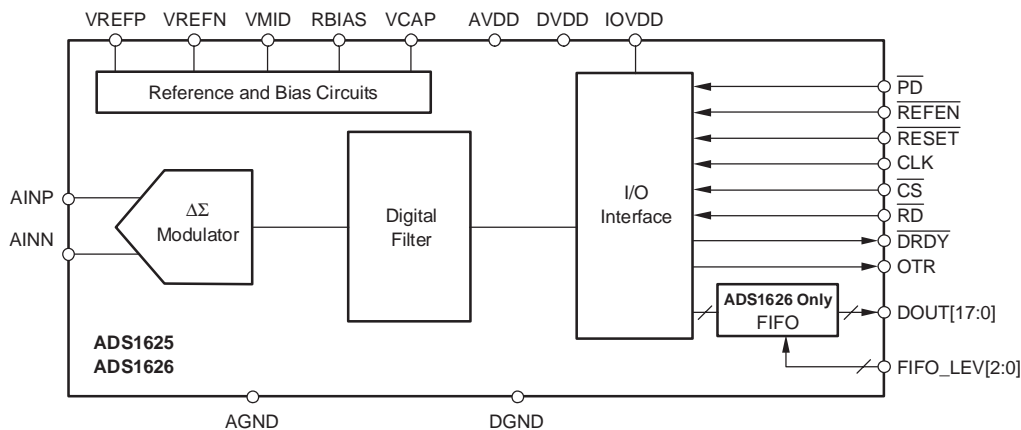 VREFP VREFN VMID RBIAS VCAP AVDD DVDD IOVDD
Reference and Bias Circuits
PD
REFEN
RESET
CLK
CS
RD
DRDY
OTR
DOUT[17:0]
FIFO_LEV[2:0]
AINP
AINN
ΔΣ
Modulator
Digital
Filter
I/O
Interface
ADS1626 Only
FIFO
ADS1625
ADS1626
AGND DGND